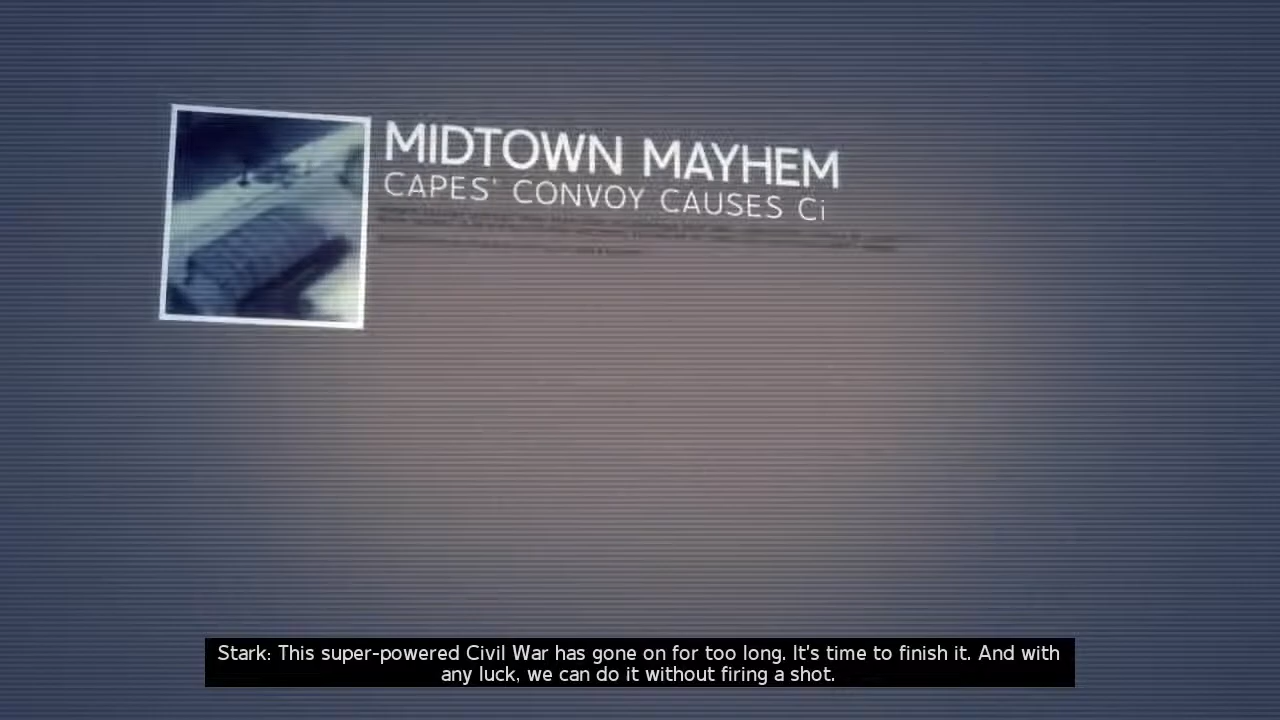 MIDTOWN MAYHEM
CAPES' CONVOY CAUSES Ci
Stark: This super-powered Civil War has gone on for too long. It's time to finish it. And with
any luck, we can do it without firing a shot.